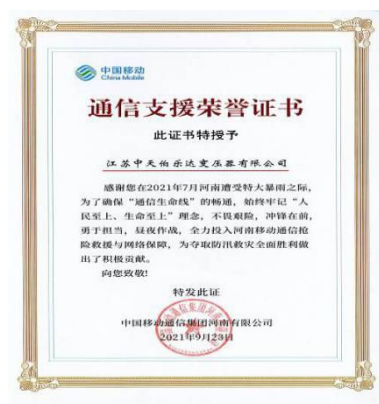 中国移动
China Mobile
通信支援荣誉证书
此证书特授予
江苏中天伯乐达变压器有限公司
感谢您在2021年7月河南遭受特大暴雨之际,
为了确保“通信生命线”的畅通，始终牢记“人
民至上、生命至上”理念，不畏艰险，冲锋在前，
勇于担当，昼夜作战，全力投入河南移动通信抢
险救援与网络保障，为夺取防汛救灾全面胜利做
出了积极贡献。
向您致敬!
特发此证
中国移动通信集团河南有限公司
2021年9月23日